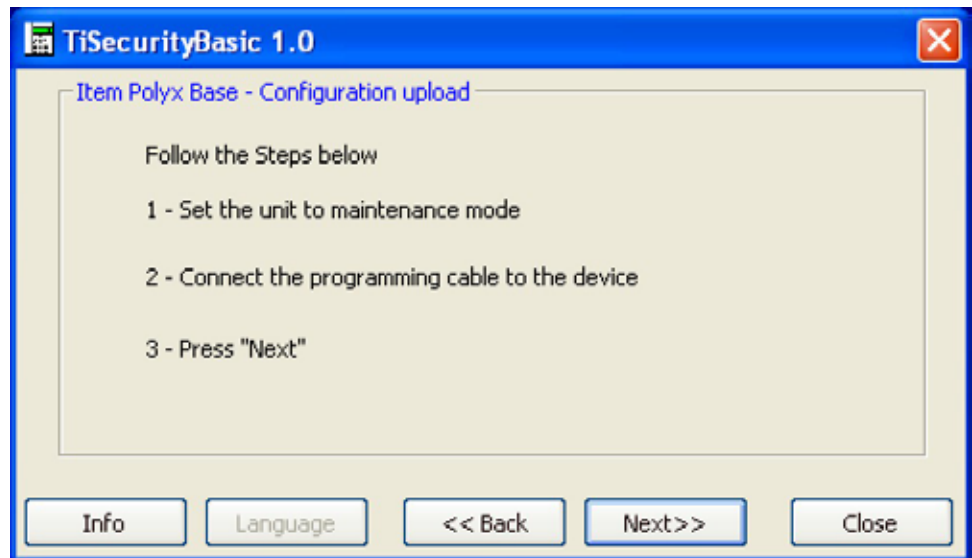 TiSecurityBasic 1.0
Item Polyx Base - Configuration upload
Follow the Steps below
1 - Set the unit to maintenance mode
2 - Connect the programming cable to the device
3 - Press "Next"
Info Language << Back Next>> Close